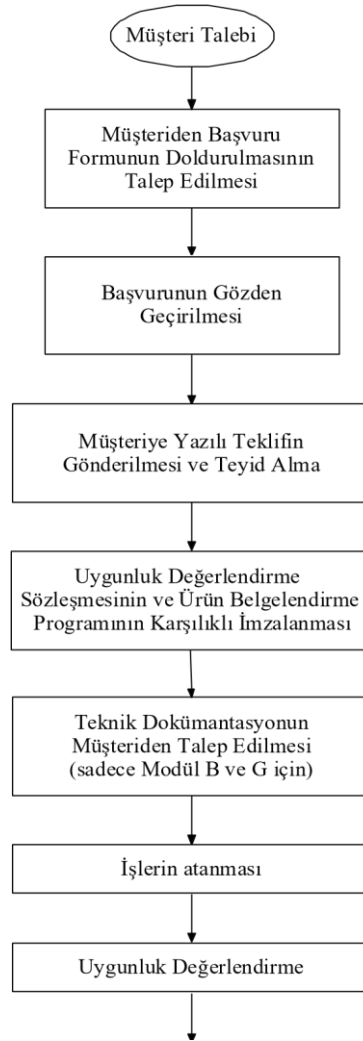 Müşteri Talebi
Müşteriden Başvuru
Formunun Doldurulmasının
Talep Edilmesi
Başvurunun Gözden
Geçirilmesi
Müşteriye Yazılı Teklifin
Gönderilmesi ve Teyid Alma
Uygunluk Değerlendirme
Sözleşmesinin ve Ürün Belgelendirme
Programının Karşılıklı İmzalanması
Teknik Dokümantasyonun
Müşteriden Talep Edilmesi
(sadece Modül B ve G için)
İşlerin atanması
Uygunluk Değerlendirme